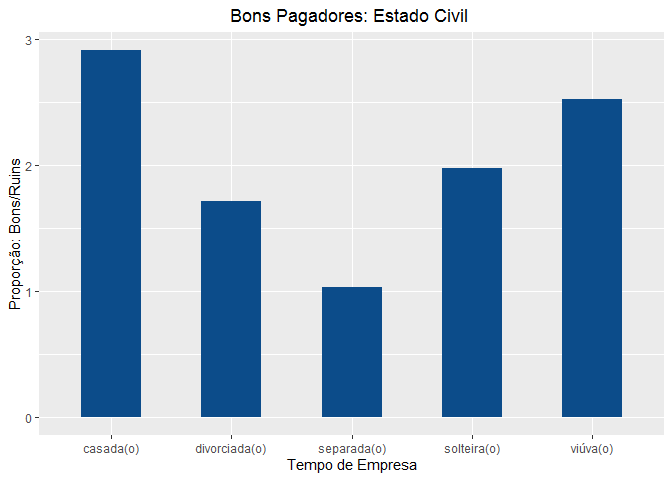 Bons Pagadores: Estado Civil
Proporção: Bons/Ruins
3
2
1
0
casada(o) divorciada(o) separada(o) solteira(o) viúva(o)
Tempo de Empresa